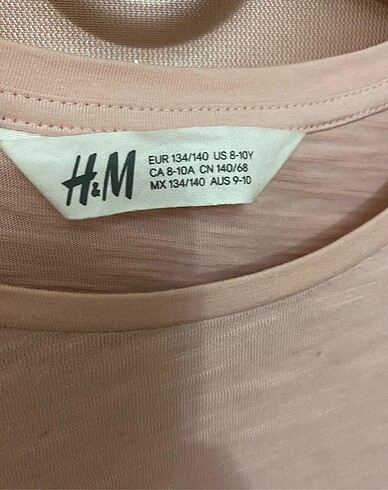 H&M
EUR 134/140 US 8-10Y
CA 8-10A CN 140/68
MX 134/140 AUS 9-10